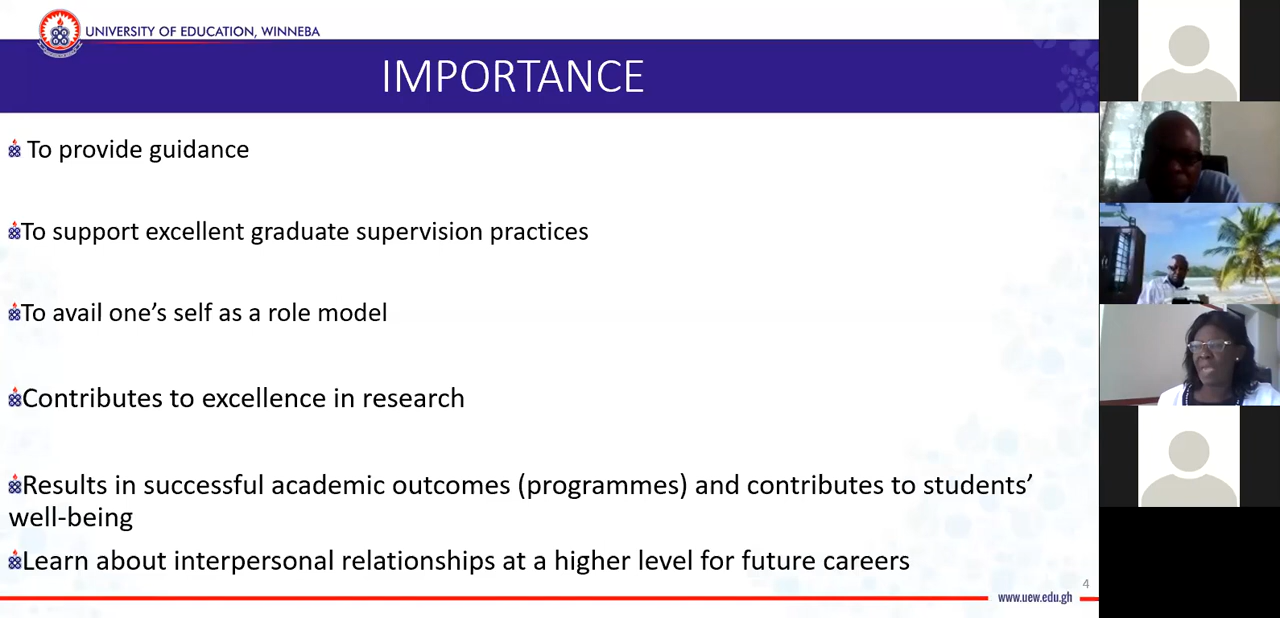 UNIVERSITY OF EDUCATION, WINNEBA
IMPORTANCE
To provide guidance
To support excellent graduate supervision practices
To avail one’s self as a role model
Contributes to excellence in research
Results in successful academic outcomes (programmes) and contributes to students’
well-being
Learn about interpersonal relationships at a higher level for future careers
4
www.uew.edu.gh